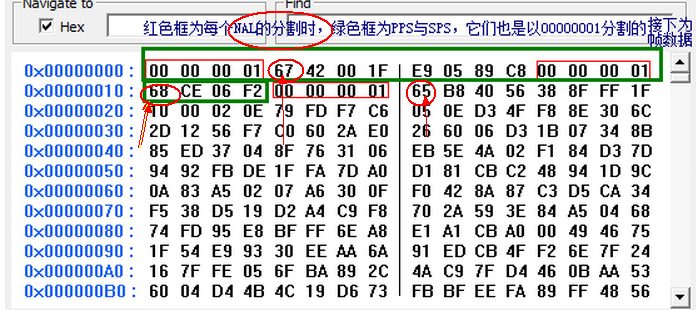 Navigate to
Find
Hex
红色框为每个NAL的分割时，绿色框为PPS与SPS，它们也是以00000001分割的接下为帧数据
0x00000000 : 00 00 00 01 67 42 00 1F E9 05 89 C8 00 00 00 01
0x00000010 : 68 CE 06 F2 00 00 00 01 65 B8 40 56 38 8F FF 1F
0x00000020 : 10 00 02 0E 79 FD F7 C6 05 0E D3 4F F8 8E 30 6C
0x00000030 : 2D 12 56 F7 C0 60 2A E0 26 60 06 D3 1B 07 34 8B
0x00000040 : 85 ED 37 04 8F 76 31 06 EB 5E 4A 02 F1 84 D3 7D
0x00000050 : 94 92 FB DE 1F FA 7D A0 D1 81 CB C2 48 94 1D 9C
0x00000060 : 0A 83 A5 02 07 A6 30 0F F0 42 8A 87 C3 D5 CA 34
0x00000070 : F5 38 D5 19 D2 A4 C9 F8 70 2A 59 3E 84 A5 04 68
0x00000080 : 74 FD 95 E8 BF FF 6E A8 E1 A1 CB A0 00 49 46 75
0x00000090 : 1F 54 E9 93 30 EE AA 6A 91 ED CB 4F F2 6E 7F 24
0x000000A0 : 16 7F FE 05 6F BA 89 2C 4A C9 7F D4 46 0B AA 53
0x000000B0 : 60 04 D4 4B 4C 19 D6 73 FB BF EE FA 89 FF 48 56